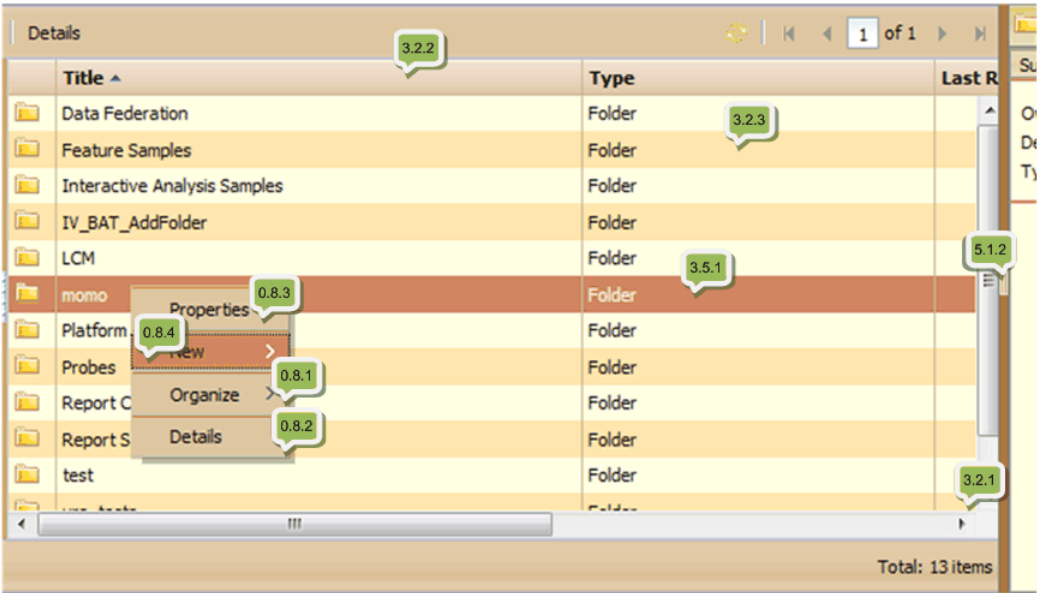 Details
1 of 1
3.2.2
Title Type Last R
Su
Data Federation Folder
3.2.3
Feature Samples Folder
Interactive Analysis Samples Folder
IV_BAT_AddFolder Folder
LCM Folder
5.1.2
3.5.1
momo Folder
0.8.3
Properties
Platform Folder
0.8.4
New
Probes Folder
0.8.1
Report C Folder
Organize
0.8.2
Report S Folder
Details
test Folder
3.2.1
Total: 13 items